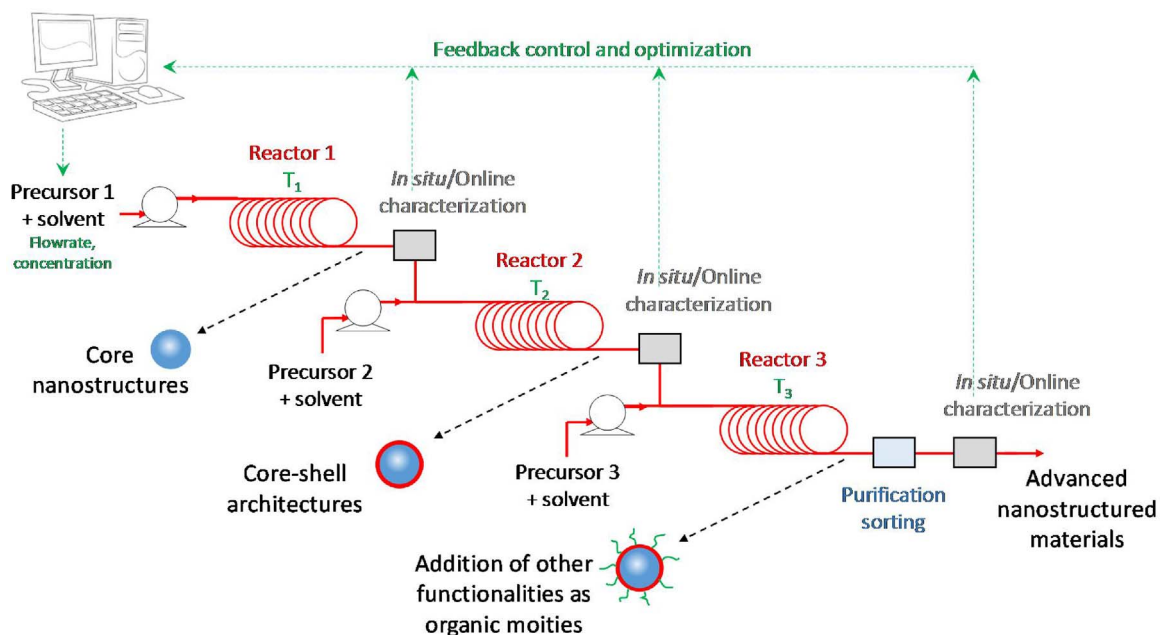 Feedback control and optimization
Reactor 1
T1
In situ/Online
characterization
Precursor 1
+ solvent
Flowrate,
concentration
Reactor 2
T2
In situ/Online
characterization
Core
nanostructures
Precursor 2
+ solvent
Reactor 3
T3
In situ/Online
characterization
Core-shell
architectures
Precursor 3
+ solvent
Purification
sorting
Advanced
nanostructured
materials
Addition of other
functionalities as
organic moities